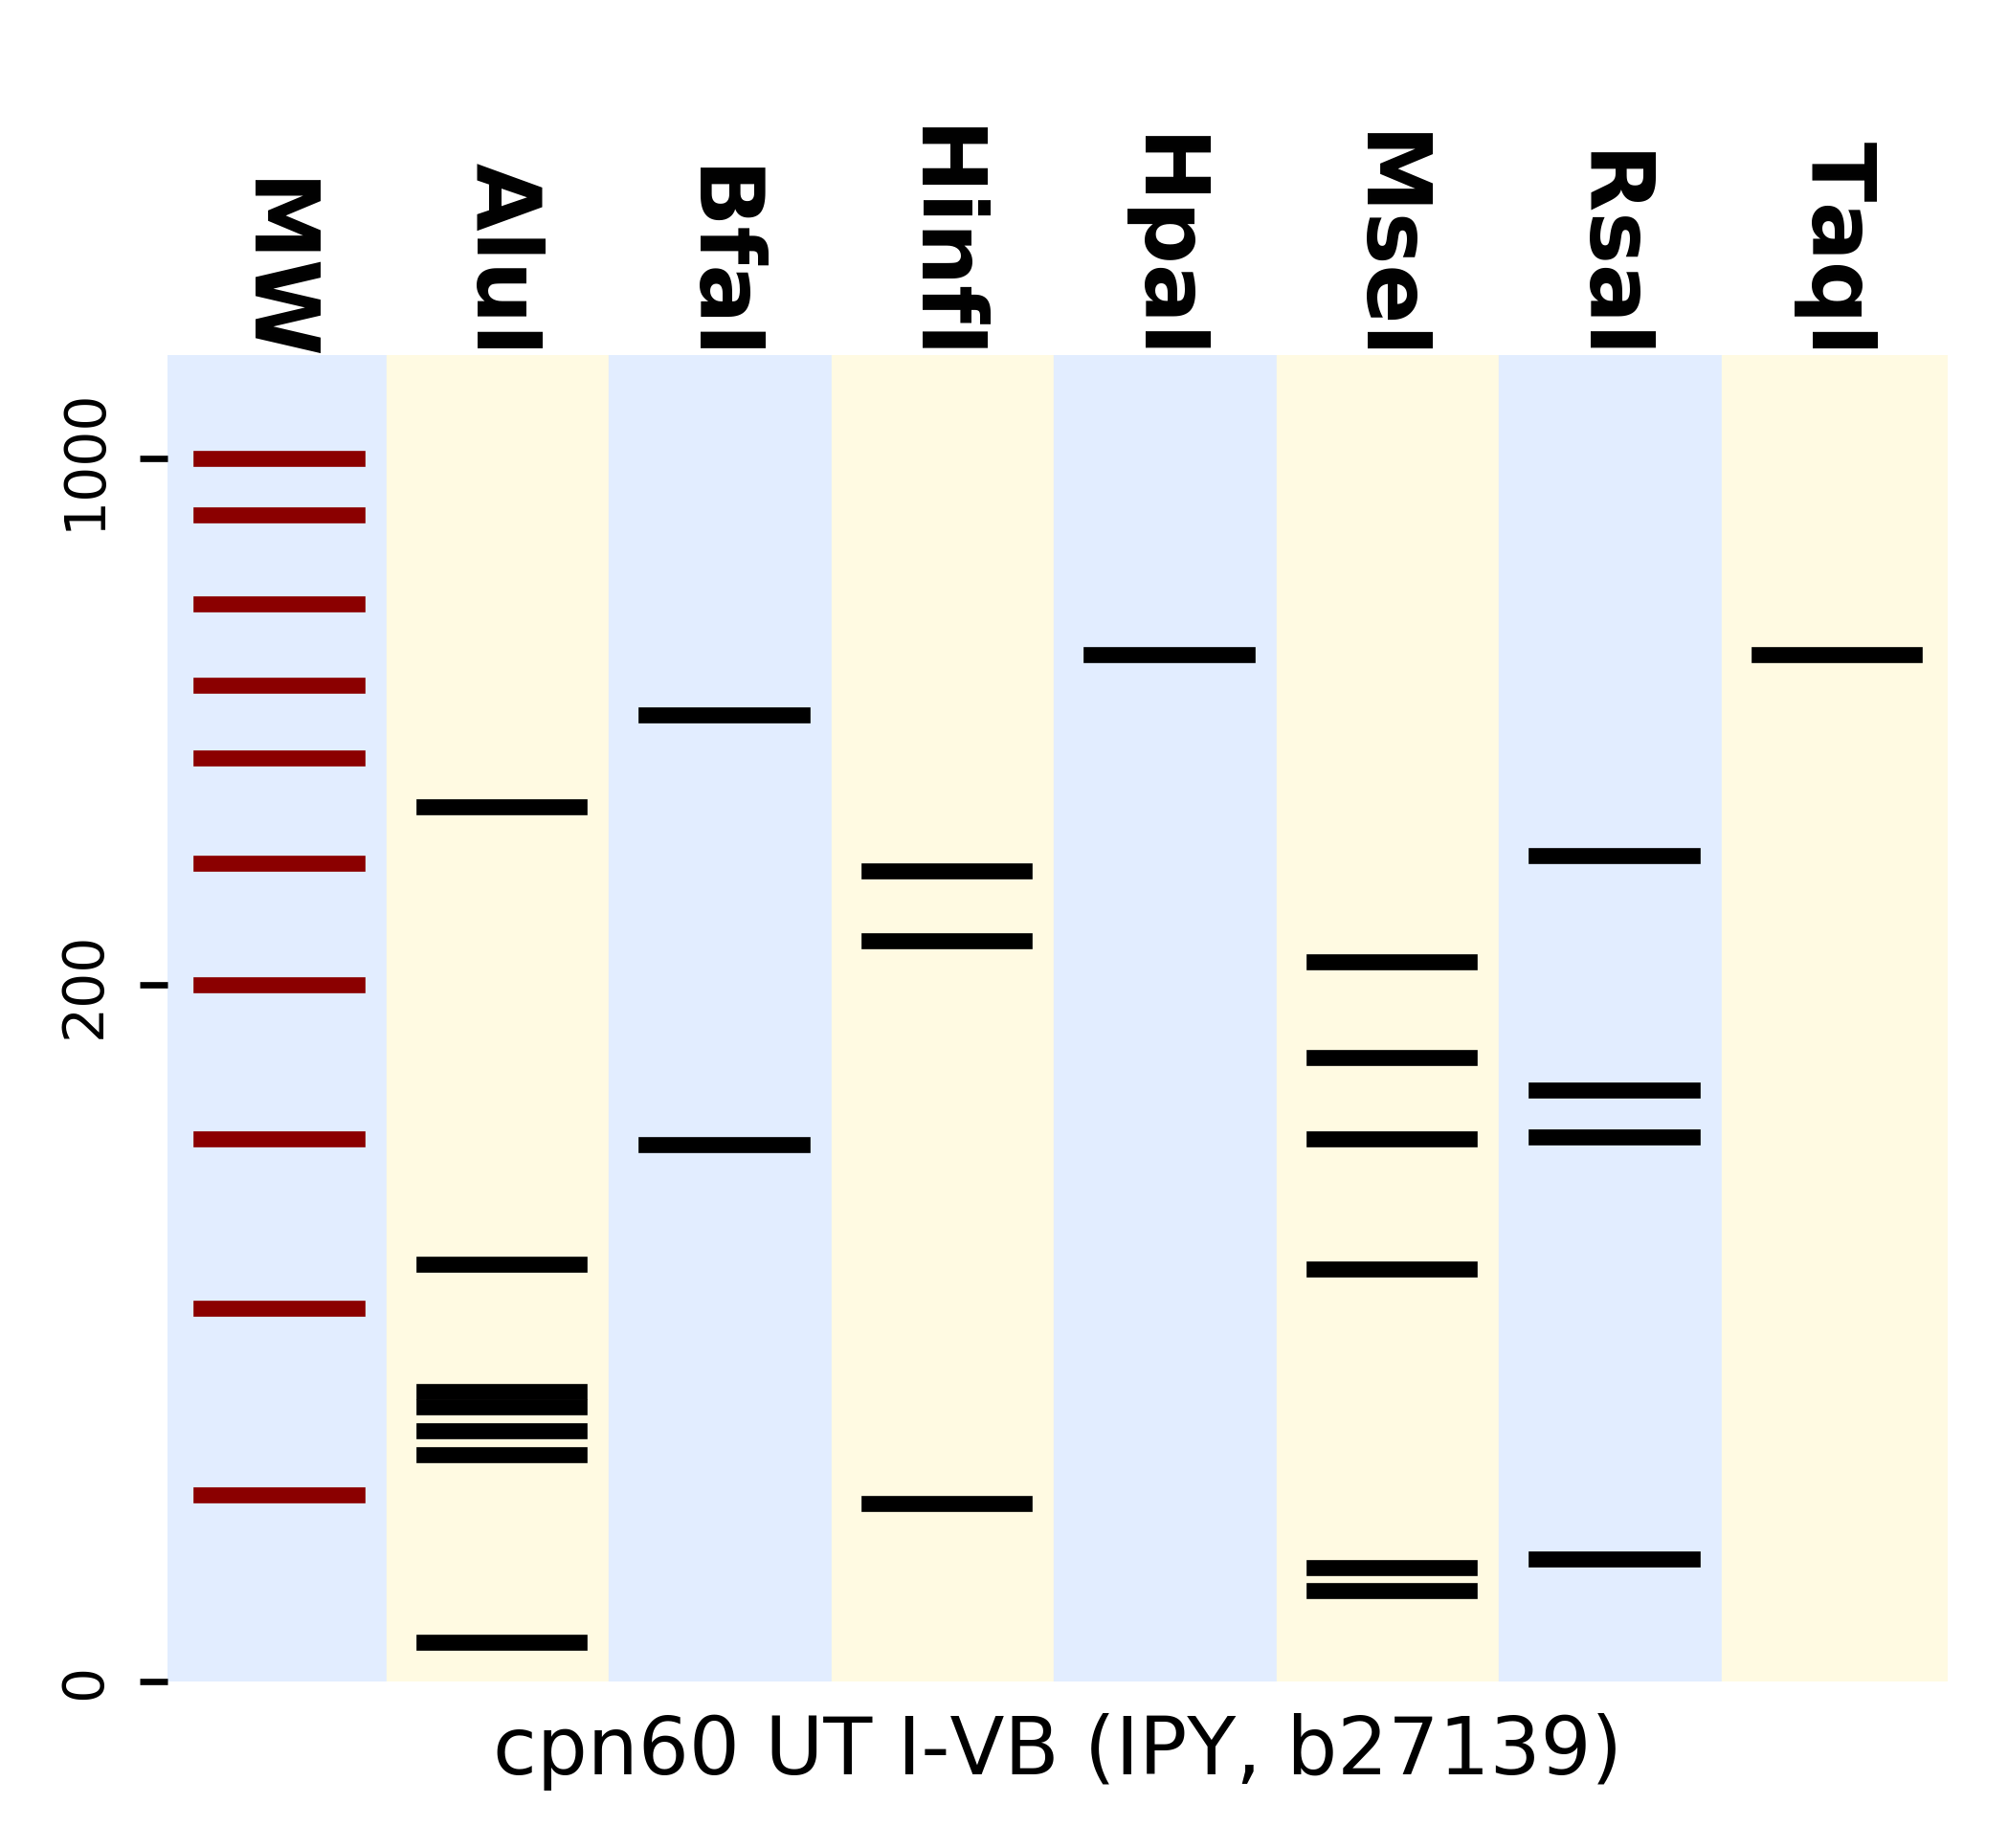 MW
AluI
BfaI
HinfI
HpaI
MseI
RsaI
TaqI
1000
200
0
cpn60 UT I-VB (IPY, b27139)